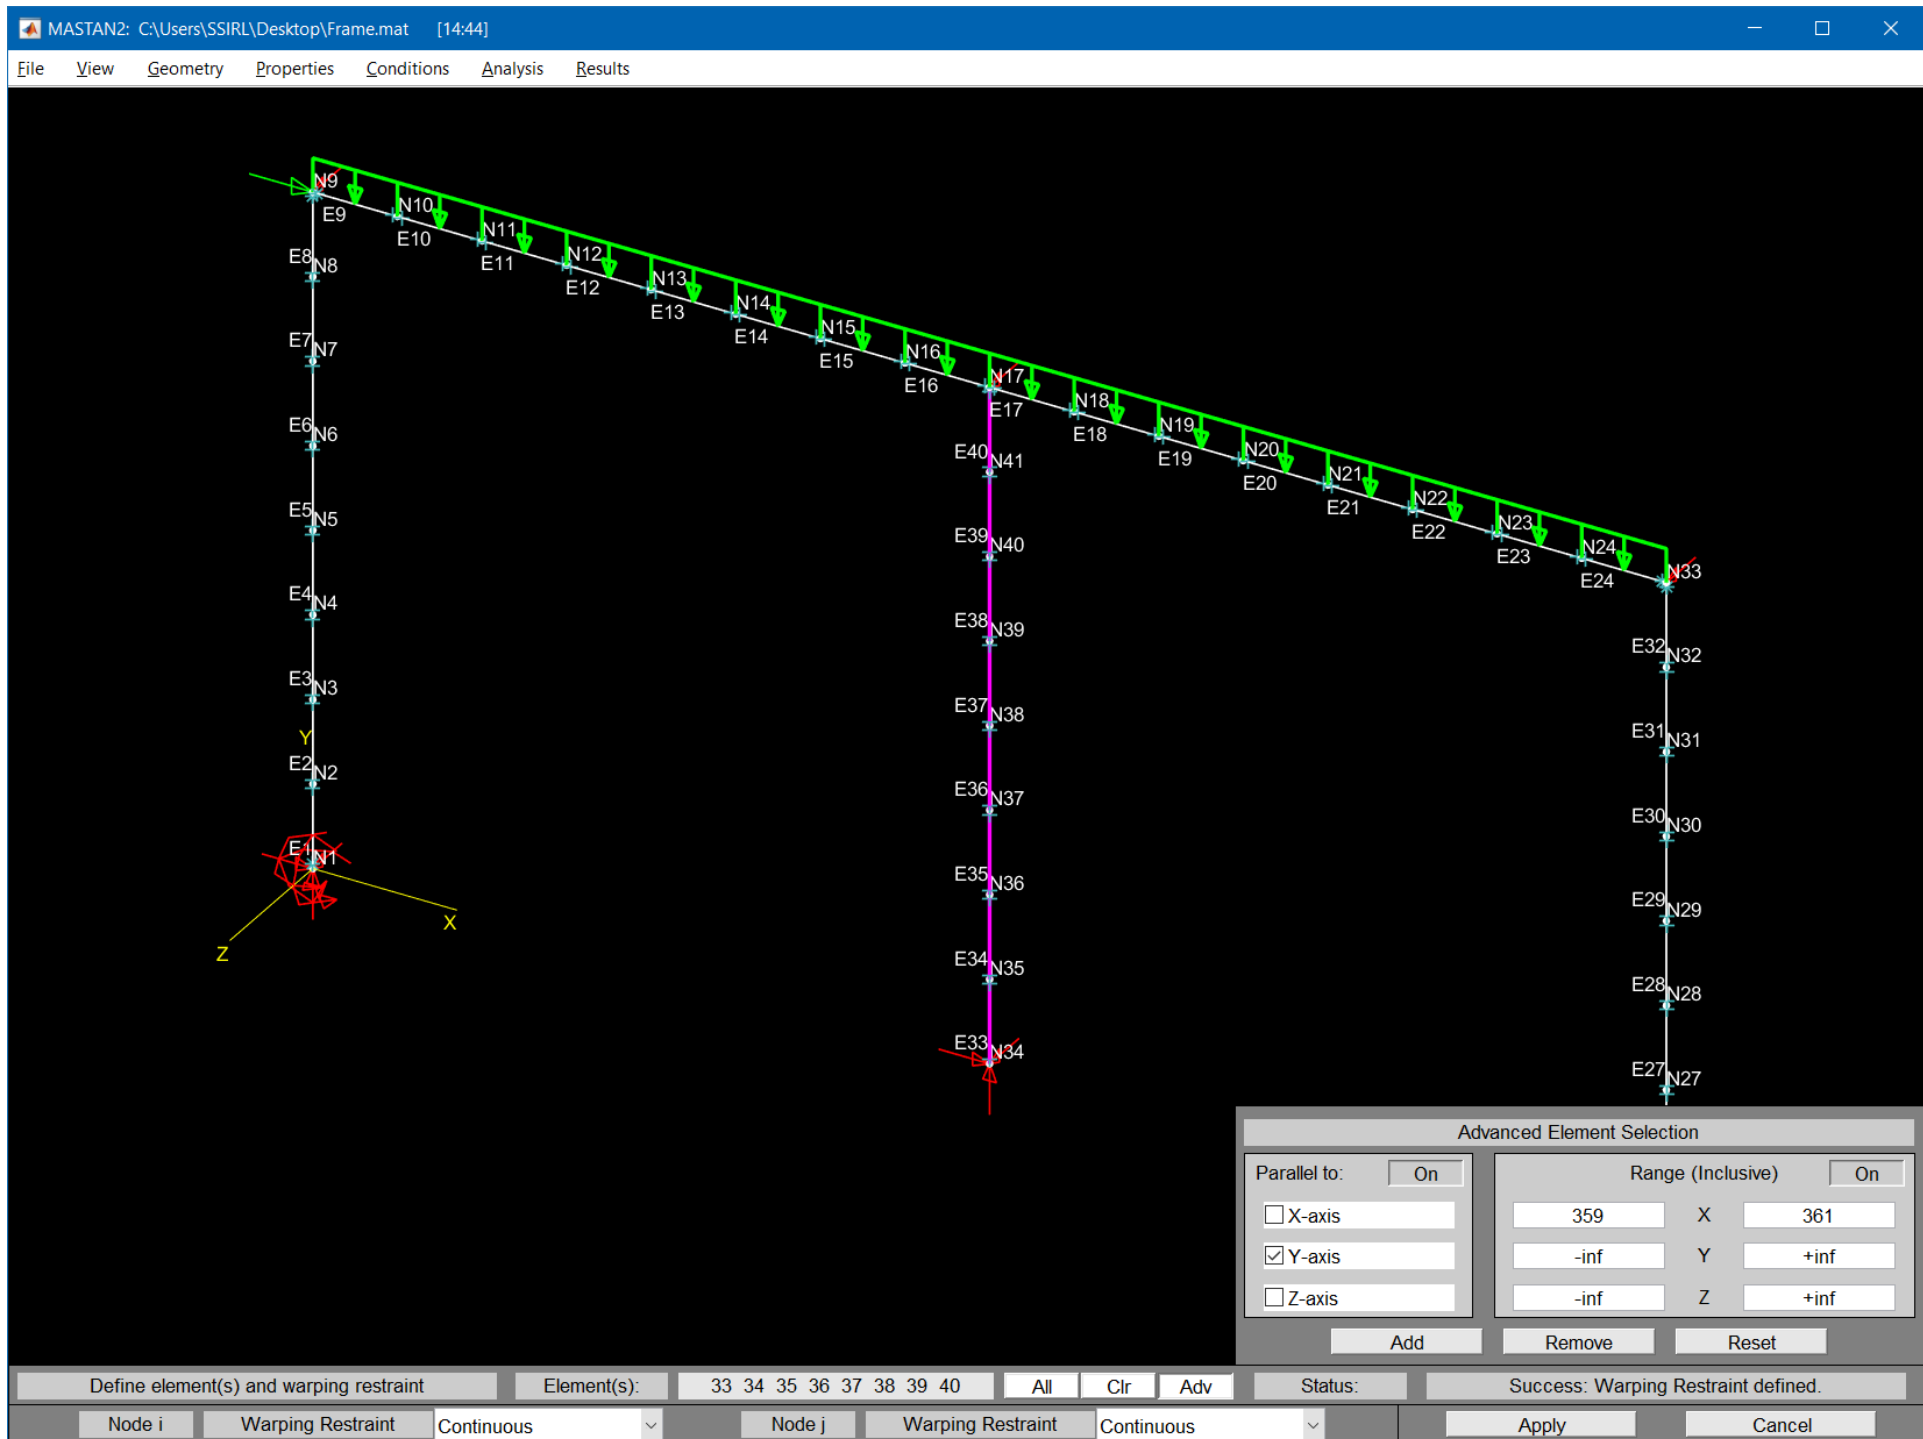 MASTAN2: C:\Users\SSIRL\Desktop\Frame.mat [14:44]
File View Geometry Properties Conditions Analysis Results
N9
E9
N10
E10
N11
E11
N12
E12
N13
E13
N14
E14
N15
E15
N16
E16
N17
E17
N18
E18
N19
E19
N20
E20
N21
E21
N22
E22
N23
E23
N24
E24
N33
E8 N8
E7 N7
E6 N6
E5 N5
E4 N4
E3 N3
Y
E2 N2
E1 N1
X
Z
E40 N41
E39 N40
E38 N39
E37 N38
E36 N37
E35 N36
E34 N35
E33 N34
E32 N32
E31 N31
E30 N30
E29 N29
E28 N28
E27 N27
Advanced Element Selection
Parallel to: On
X-axis
Y-axis
Z-axis
Range (Inclusive) On
359 X 361
-inf Y +inf
-inf Z +inf
Add Remove Reset
Define element(s) and warping restraint Element(s): 33 34 35 36 37 38 39 40 All Clr Adv Status: Success: Warping Restraint defined.
Node i Warping Restraint Continuous Node j Warping Restraint Continuous Apply Cancel